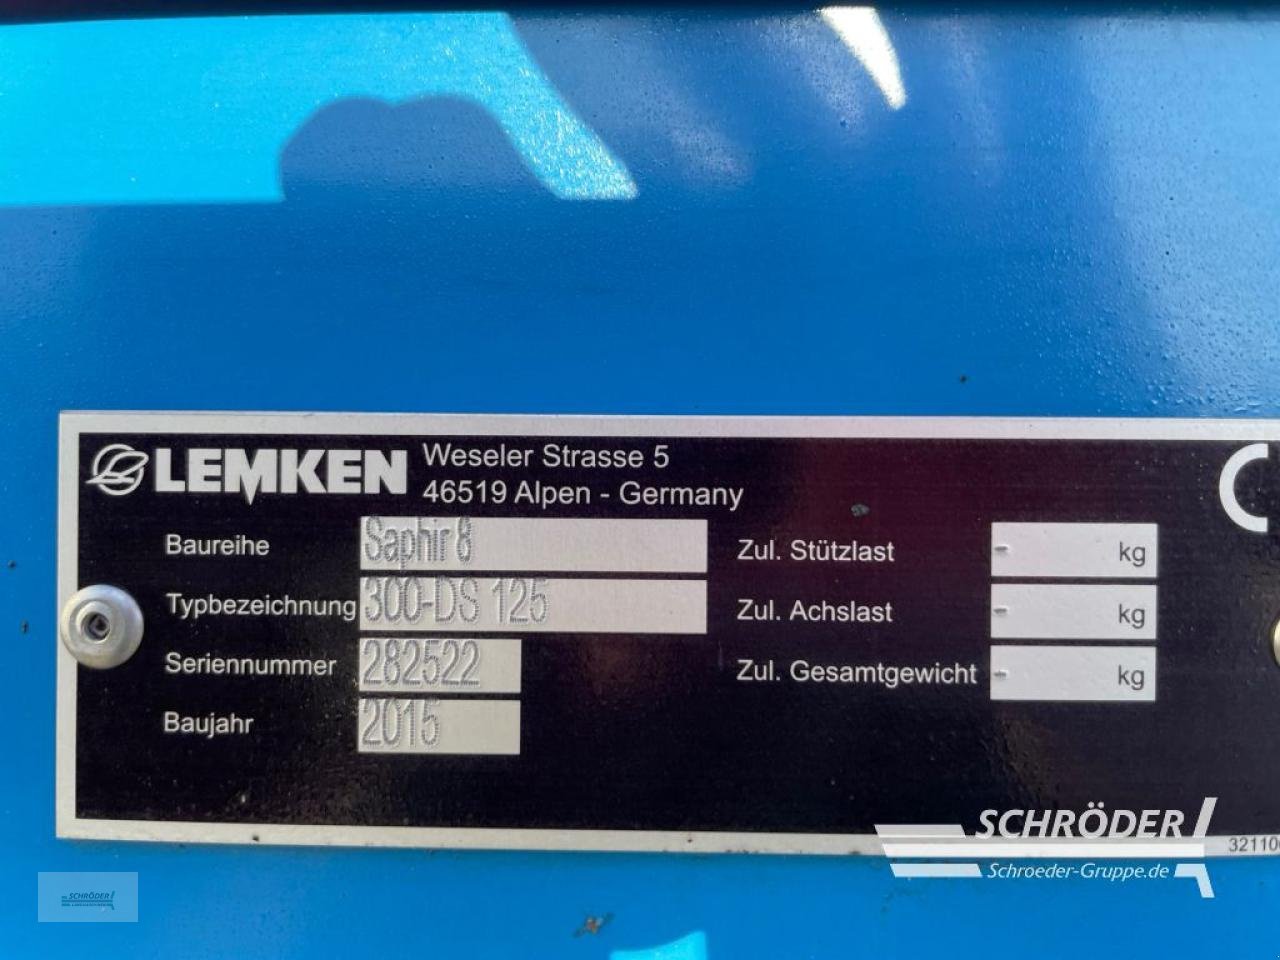 LEMKEN
Weseler Strasse 5
46519 Alpen - Germany
Baureihe Saphir 8
Typbezeichnung 300-DS 125
Seriennummer 282522
Baujahr 2015
Zul. Stützlast - kg
Zul. Achslast - kg
Zul. Gesamtgewicht - kg
SCHRÖDER
Schroeder-Gruppe.de
SCHRÖDER